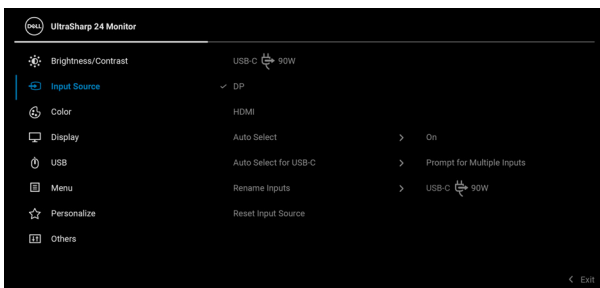 DELL UltraSharp 24 Monitor
Brightness/Contrast USB-C 90W
Input Source DP
Color HDMI
Display Auto Select On
USB Auto Select for USB-C Prompt for Multiple Inputs
Menu Rename Inputs USB-C 90W
Personalize Reset Input Source
Others
Exit